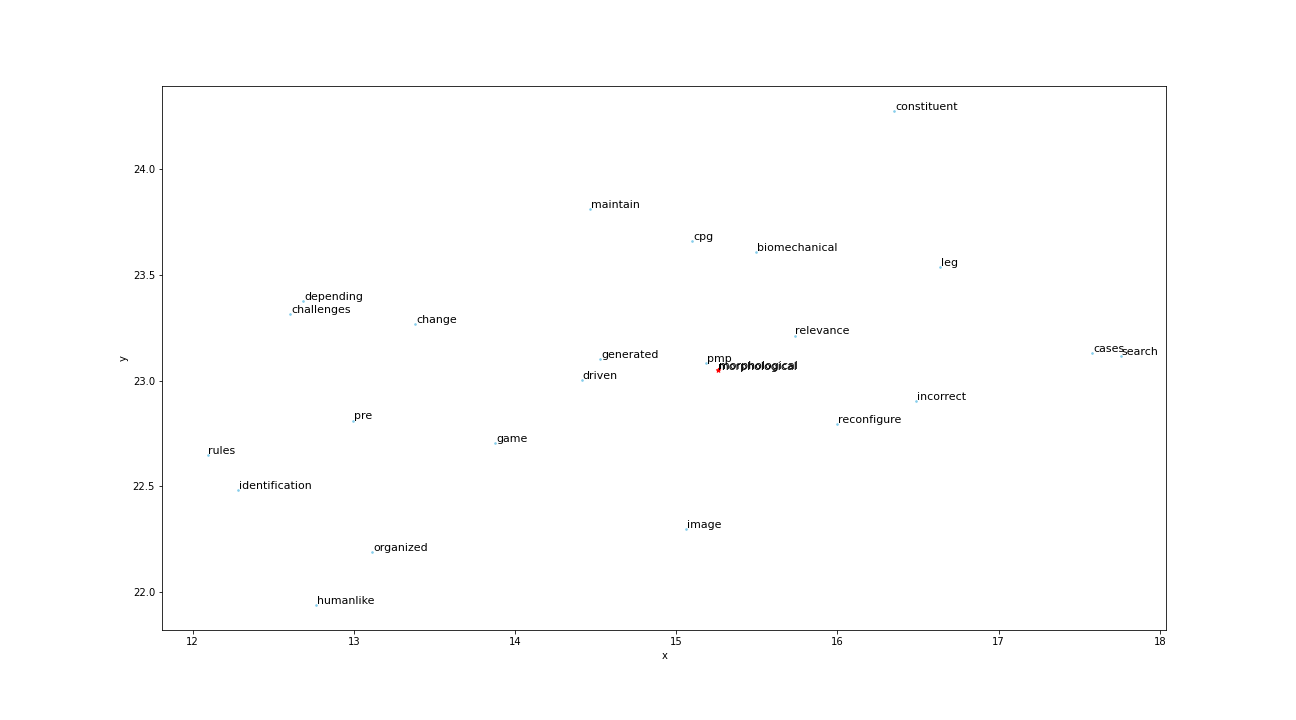 constituent
24.0
maintain
cpg
biomechanical
leg
23.5
depending
challenges
change
relevance
generated
pmp
cases
search
y
morphological
23.0
driven
incorrect
pre
reconfigure
game
rules
22.5
identification
image
organized
22.0
humanlike
12 13 14 15 16 17 18
x